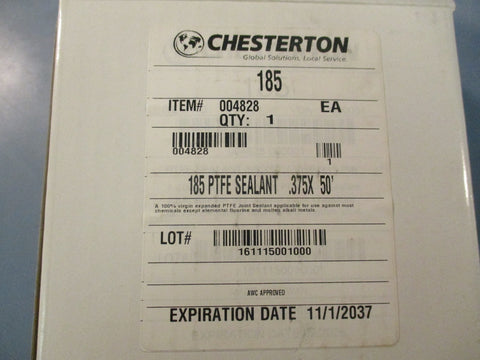 CHESTERTON
Global Solutions, Local Service.
185
ITEM# 004828 EA
QTY: 1
004828
1
185 PTFE SEALANT .375X 50'
A 100% virgin expanded PTFE Joint Sealant applicable for use against most
chemicals except elemental fluorine and molten alkali metals.
LOT#
161115001000
AWC APPROVED
EXPIRATION DATE 11/1/2037